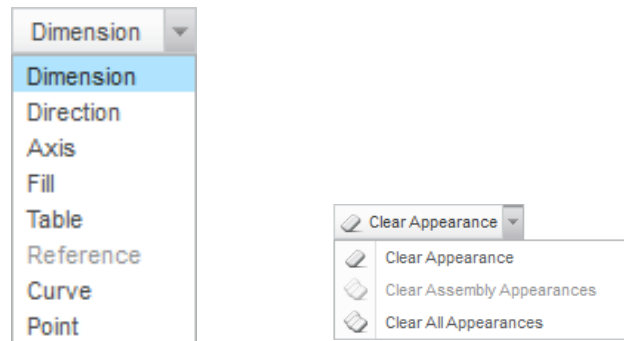 Dimension
Dimension
Direction
Axis
Fill
Table
Reference
Curve
Point
Clear Appearance
Clear Appearance
Clear Assembly Appearances
Clear All Appearances